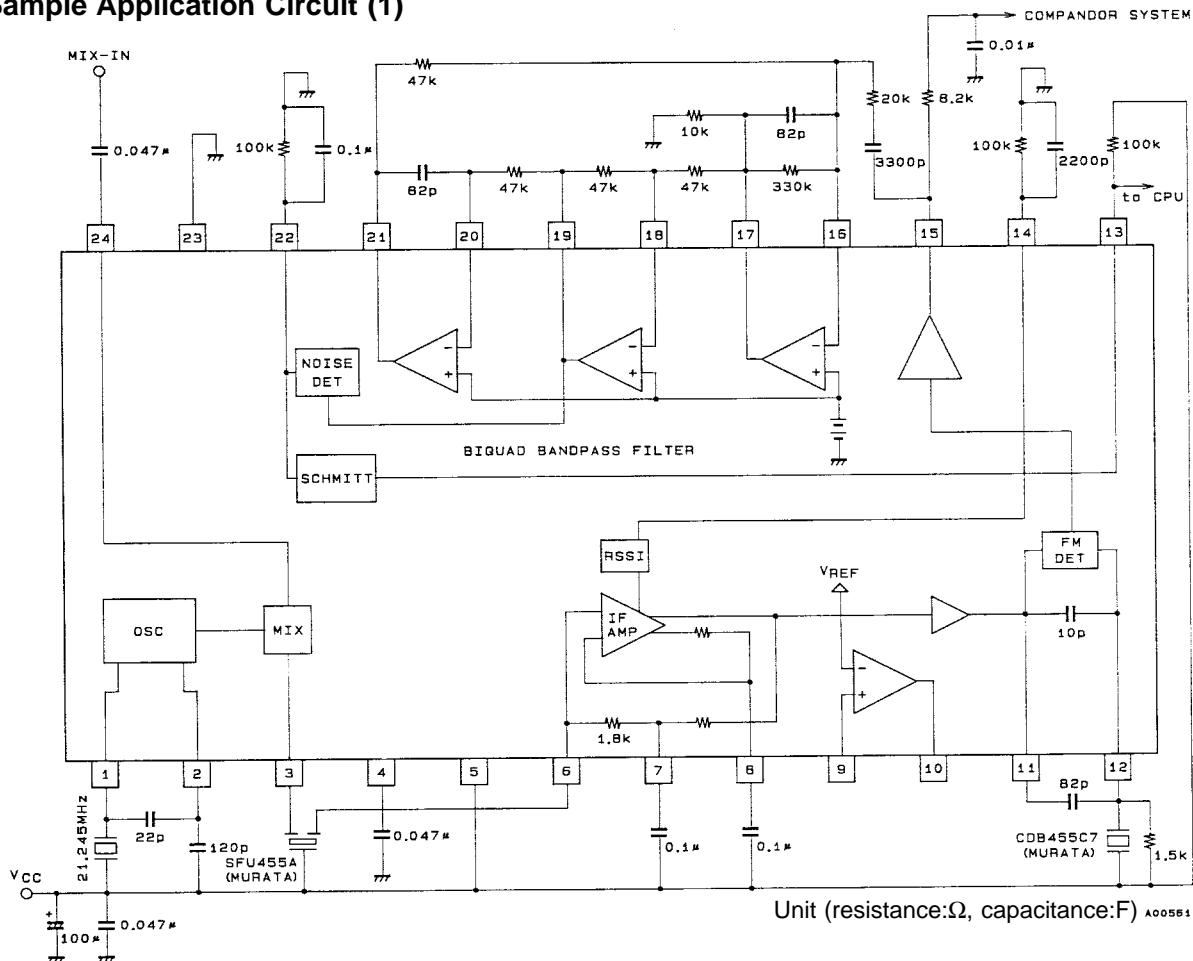 Sample Application Circuit (1)
COMPANDOR SYSTEM
MIX-IN
0.01µ
47k
20k
8.2k
10k
82p
0.047µ
100k
0.1µ
3300p
100k
2200p
100k
82p
47k
47k
47k
330k
to CPU
24
23
22
21
20
19
18
17
16
15
14
13
NOISE
DET
-
+
-
+
-
+
BIQUAD BANDPASS FILTER
SCHMITT
RSSI
FM
DET
VREF
OSC
MIX
IF
AMP
10p
-
+
1.8k
1
2
3
4
5
6
7
8
9
10
11
12
21.245MHz
22p
120p
SFU455A
(MURATA)
0.047µ
0.1µ
0.1µ
82p
CDB455C7
(MURATA)
1.5k
VCC
+
100µ
0.047µ
Unit (resistance:Ω, capacitance:F)
A00561